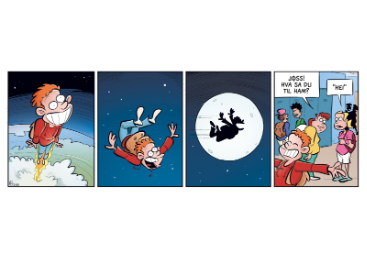 JØSS!
HVA SA DU
TIL HAM?
"HEI"